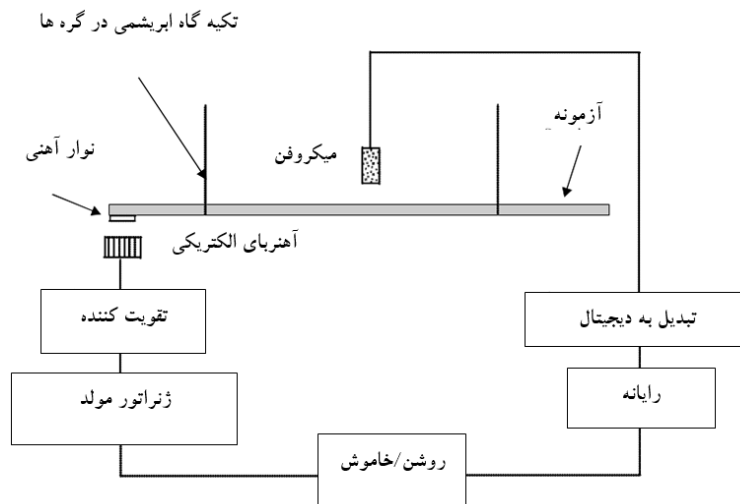 تکیه گاه ابریشمی در گره ها
آزمونه
میکروفن
نوار آهنی
آهنربای الکتریکی
تقویت کننده
تبدیل به دیجیتال
ژنراتور مولد
رایانه
روشن/خاموش